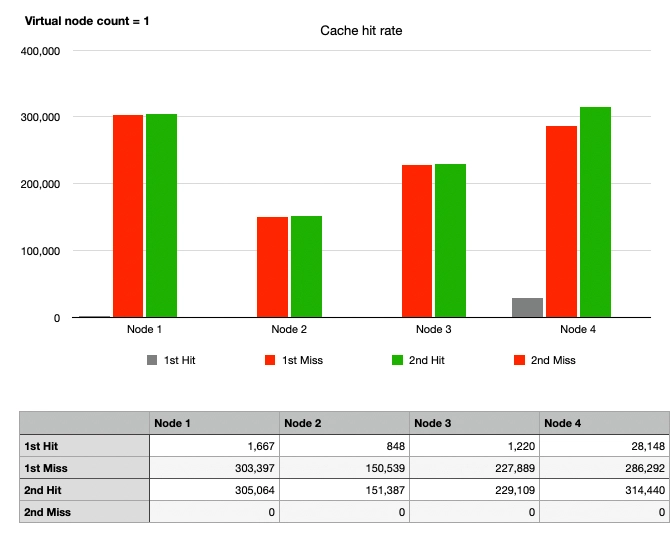 Virtual node count = 1
Cache hit rate
400,000
300,000
200,000
100,000
0
Node 1 Node 2 Node 3 Node 4
1st Hit 1st Miss 2nd Hit 2nd Miss
Node 1 Node 2 Node 3 Node 4
1st Hit 1,667 848 1,220 28,148
1st Miss 303,397 150,539 227,889 286,292
2nd Hit 305,064 151,387 229,109 314,440
2nd Miss 0 0 0 0